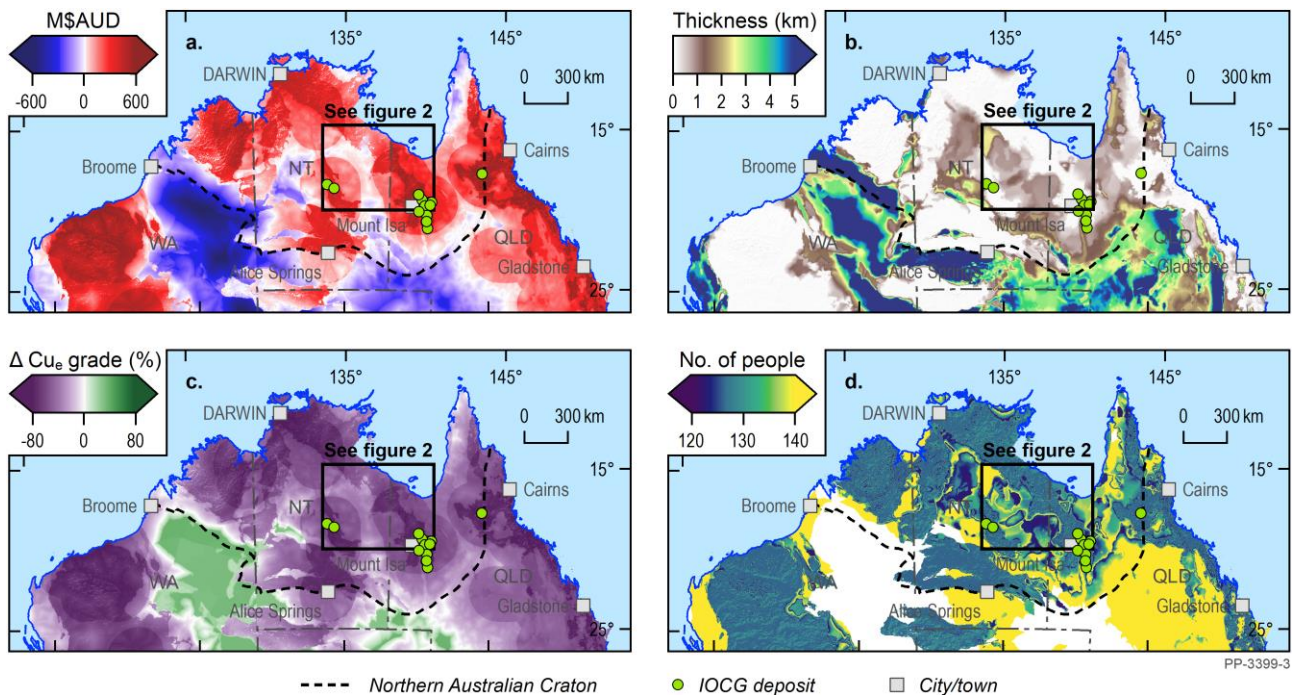 M$AUD
-600 0 600
a.
135° 145°
DARWIN
0 300 km
See figure 2
15°
Broome
NT
Cairns
Mount Isa
WA
QLD
Alice Springs
Gladstone
25°
Thickness (km)
0 1 2 3 4 5
b.
135° 145°
DARWIN
0 300 km
See figure 2
15°
Broome
NT
Cairns
Mount Isa
WA
QLD
Alice Springs
Gladstone
25°
Δ Cuₑ grade (%)
-80 0 80
c.
135° 145°
DARWIN
0 300 km
See figure 2
15°
Broome
NT
Cairns
Mount Isa
WA
QLD
Alice Springs
Gladstone
25°
No. of people
120 130 140
d.
135° 145°
DARWIN
0 300 km
See figure 2
15°
Broome
NT
Cairns
Mount Isa
WA
QLD
Alice Springs
Gladstone
25°
PP-3399-3
Northern Australian Craton IOCG deposit City/town